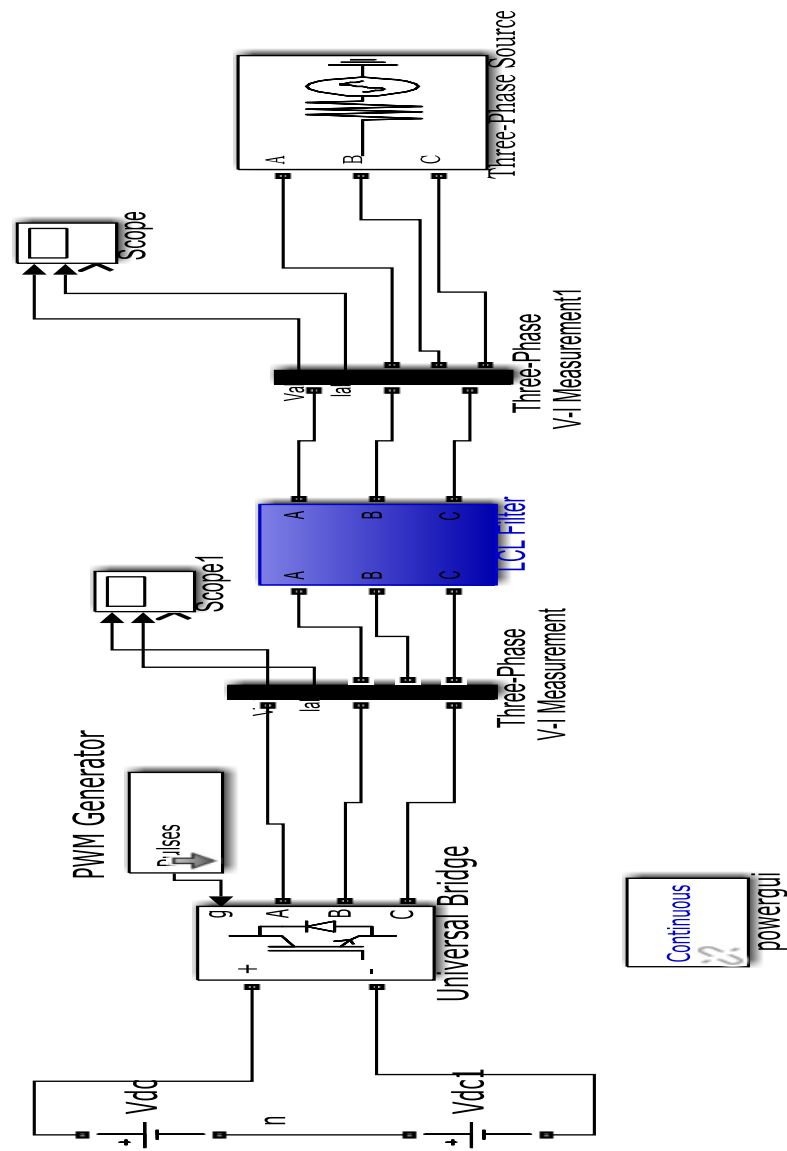 Three-Phase Source
A
B
C
Scope
Three-Phase
V-I Measurement1
Va
Ia
A
B
C
LCL Filter
A
B
C
Scope1
Three-Phase
V-I Measurement
PWM Generator
Pulses
g
A
B
C
+
-
Universal Bridge
Continuous
powergui
Vdc
+
n
Vdc1
+